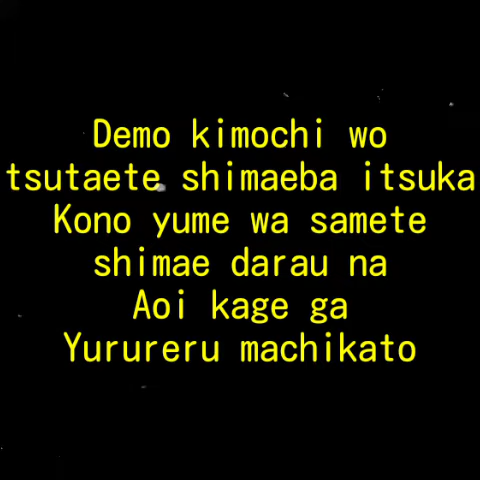 Demo kimochi wo
tsutaete shimaeba itsuka
Kono yume wa samete
shimae darau na
Aoi kage ga
Yurureru machikato